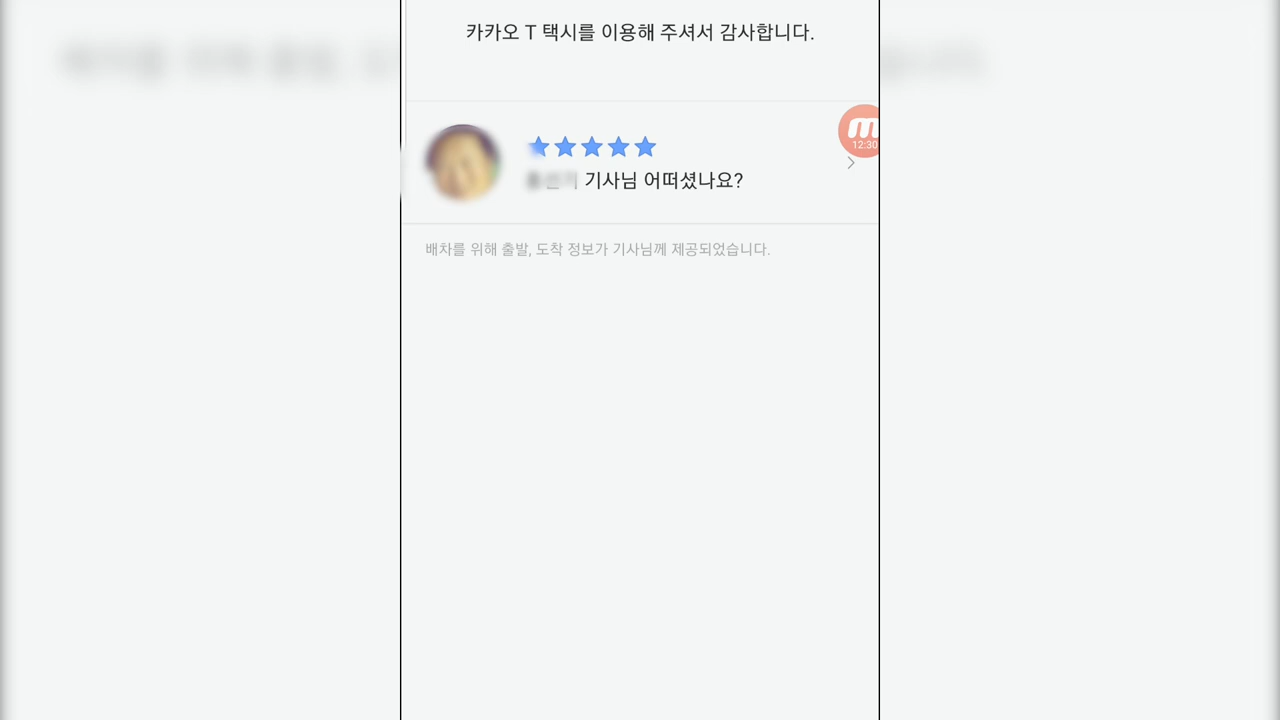 카카오 T 택시를 이용해 주셔서 감사합니다.
m
12:30
기사님 어떠셨나요?
배차를 위해 출발, 도착 정보가 기사님께 제공되었습니다.